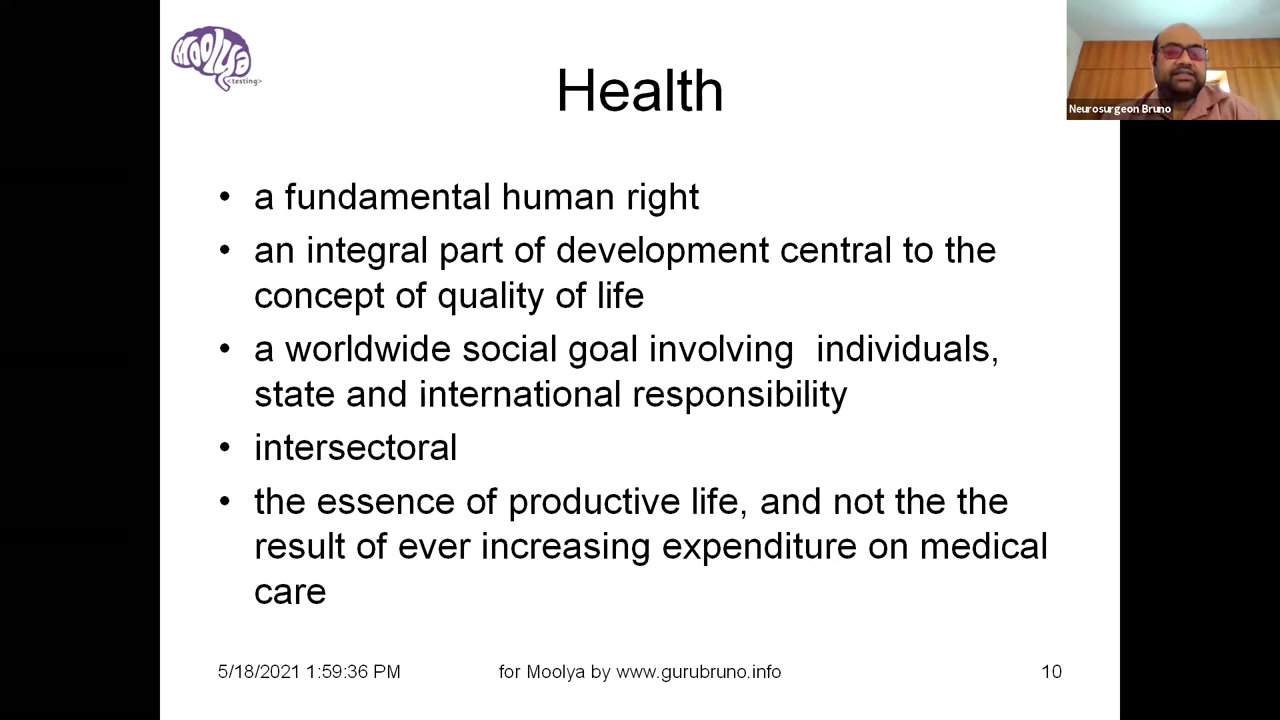 Moolya
<testing>
Neurosurgeon Bruno
Health
• a fundamental human right
• an integral part of development central to the
concept of quality of life
• a worldwide social goal involving  individuals,
state and international responsibility
• intersectoral
• the essence of productive life, and not the the
result of ever increasing expenditure on medical
care
5/18/2021 1:59:36 PM
for Moolya by www.gurubruno.info
10